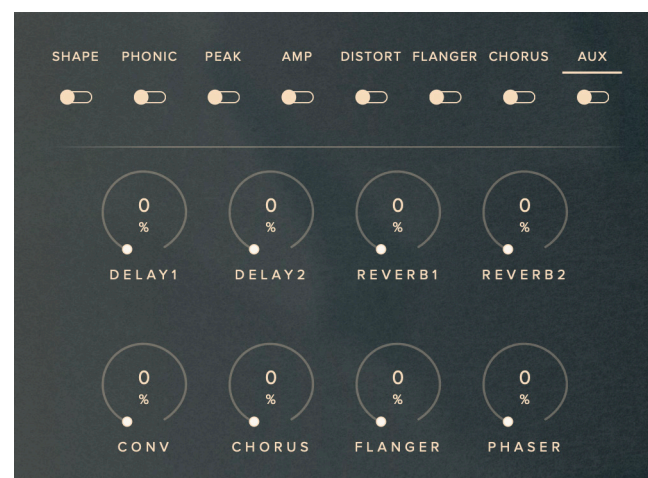 SHAPE PHONIC PEAK AMP DISTORT FLANGER CHORUS AUX
0 0 0 0
% % % %
DELAY1 DELAY2 REVERB1 REVERB2
0 0 0 0
% % % %
CONV CHORUS FLANGER PHASER